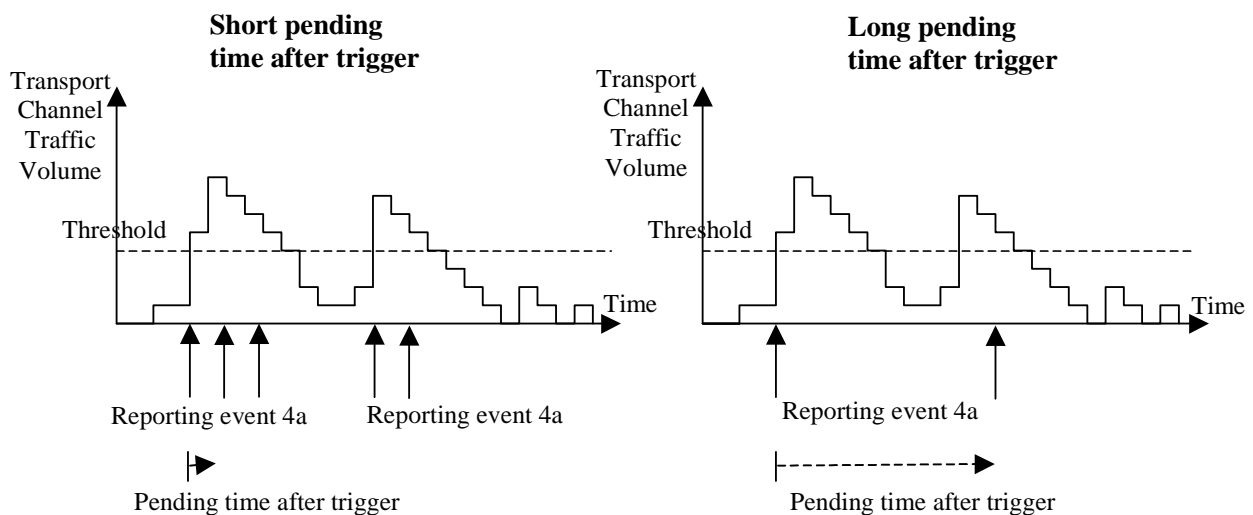 Short pending
time after trigger
Transport
Channel
Traffic
Volume
Threshold
Time
Reporting event 4a
Reporting event 4a
Pending time after trigger
Long pending
time after trigger
Transport
Channel
Traffic
Volume
Threshold
Time
Reporting event 4a
Pending time after trigger